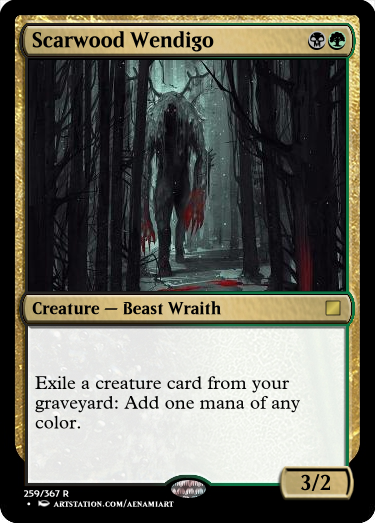 Scarwood Wendigo
Creature — Beast Wraith
Exile a creature card from your
graveyard: Add one mana of any
color.
3/2
259/367 R
• ARTSTATION.COM/AENAMIART